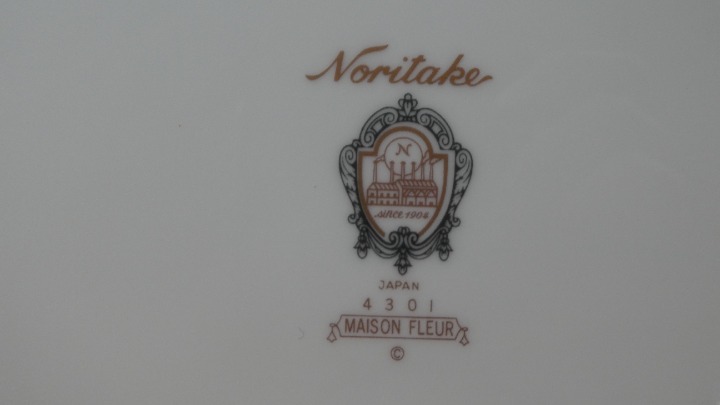 Noritake
N
since 1904
JAPAN
4301
MAISON FLEUR
©